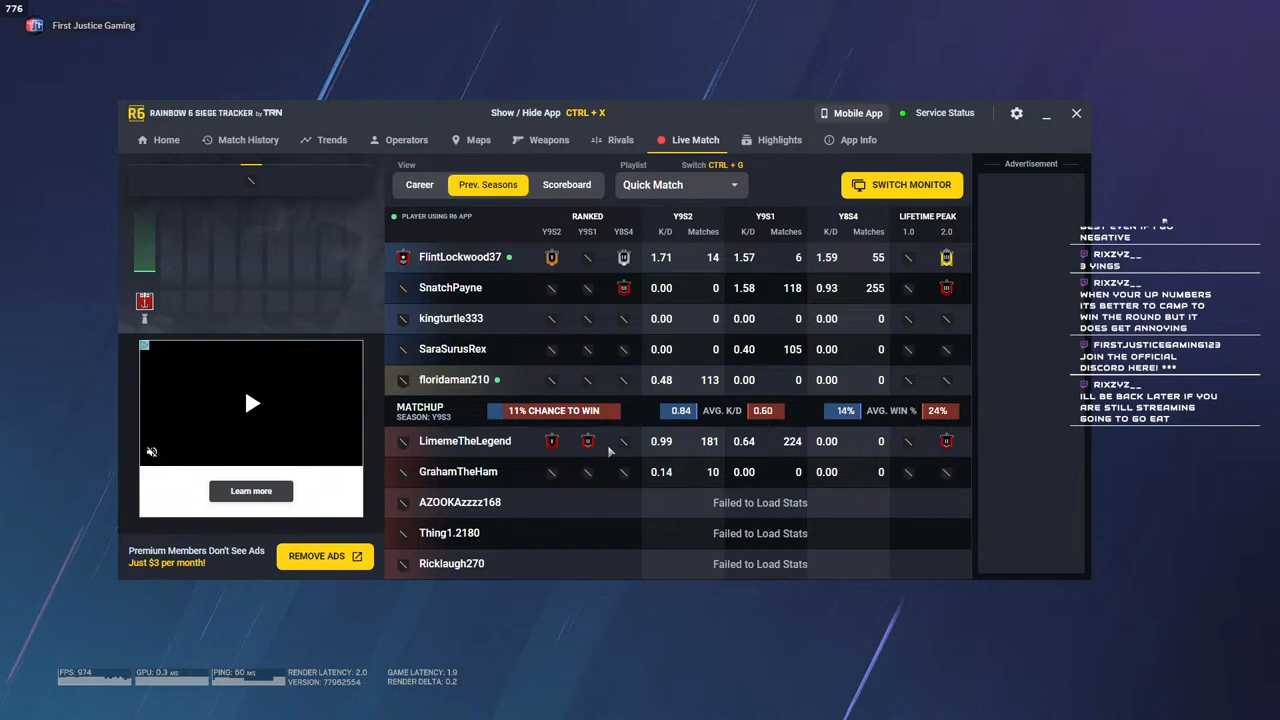 776
First Justice Gaming
R6 RAINBOW 6 SIEGE TRACKER by TRN
Show / Hide App CTRL + X
Mobile App
Service Status
Home
Match History
Trends
Operators
Maps
Weapons
Rivals
Live Match
Highlights
App Info
View
Career
Prev. Seasons
Scoreboard
Playlist
Switch CTRL + G
Quick Match
SWITCH MONITOR
Advertisement
PLAYER USING R6 APP
RANKED
Y9S2 Y9S1 Y8S4 LIFETIME PEAK
Y9S2 Y9S1 Y8S4 K/D Matches K/D Matches K/D Matches 1.0 2.0
FlintLockwood37 1.71 14 1.57 6 1.59 55
SnatchPayne 0.00 0 1.58 118 0.93 255
kingturtle333 0.00 0 0.00 0 0.00 0
SaraSurusRex 0.00 0 0.40 105 0.00 0
floridaman210 0.48 113 0.00 0 0.00 0
MATCHUP
SEASON: Y9S3
11% CHANCE TO WIN
0.84 AVG. K/D 0.60
14% AVG. WIN % 24%
LimemeTheLegend 0.99 181 0.64 224 0.00 0
GrahamTheHam 0.14 10 0.00 0 0.00 0
AZOOKAzzzz168 Failed to Load Stats
Thing1.2180 Failed to Load Stats
Ricklaugh270 Failed to Load Stats
Learn more
Premium Members Don't See Ads
Just $3 per month!
REMOVE ADS
BEST EVEN IF I GO
NEGATIVE
RIXZYZ__
3 YINGS
RIXZYZ__
WHEN YOUR UP NUMBERS
ITS BETTER TO CAMP TO
WIN THE ROUND BUT IT
DOES GET ANNOYING
FIRSTJUSTICEGAMING123
JOIN THE OFFICIAL
DISCORD HERE! ***
RIXZYZ__
ILL BE BACK LATER IF YOU
ARE STILL STREAMING
GOING TO GO EAT
FPS: 974
GPU: 0.3 MS
PING: 60 MS
RENDER LATENCY: 2.0
VERSION: 77962554
GAME LATENCY: 1.9
RENDER DELTA: 0.2